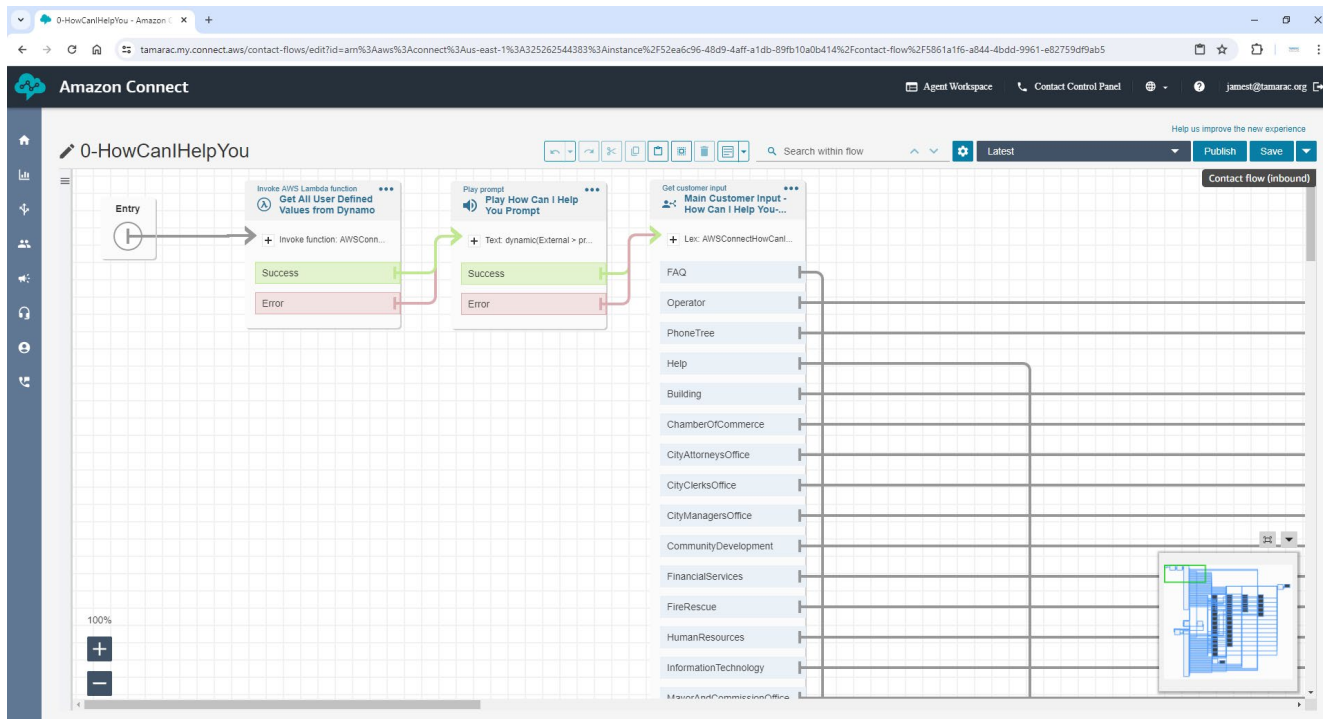 0-HowCanIHelpYou - Amazon C
tamarac.my.connect.aws/contact-flows/edit?id=arn%3Aaws%3Aconnect%3Aus-east-1%3A325262544383%3Ainstance%2F52ea6c96-48d9-4aff-a1db-89fb10a0b414%2Fcontact-flow%2F5861a1f6-a844-4bdd-9961-e82759df9ab5
Amazon Connect
Agent Workspace
Contact Control Panel
jamest@tamarac.org
Help us improve the new experience
0-HowCanIHelpYou
Search within flow
Latest
Publish
Save
Contact flow (inbound)
Entry
Invoke AWS Lambda function
Get All User Defined
Values from Dynamo
Invoke function: AWSConn...
Success
Error
Play prompt
Play How Can I Help
You Prompt
Text: dynamic(External > pr...
Success
Error
Get customer input
Main Customer Input -
How Can I Help You-...
Lex: AWSConnectHowCanI...
FAQ
Operator
PhoneTree
Help
Building
ChamberOfCommerce
CityAttorneysOffice
CityClerksOffice
CityManagersOffice
CommunityDevelopment
FinancialServices
FireRescue
HumanResources
InformationTechnology
MayorAndCommissionOffice
100%